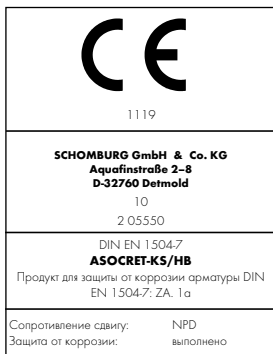 CE
1119
SCHOMBURG GmbH & Co. KG
Aquafinstraße 2–8
D-32760 Detmold
10
2 05550
DIN EN 1504-7
ASOCRET-KS/HB
Продукт для защиты от коррозии арматуры DIN
EN 1504-7: ZA. 1a
Сопротивление сдвигу: NPD
Защита от коррозии: выполнено